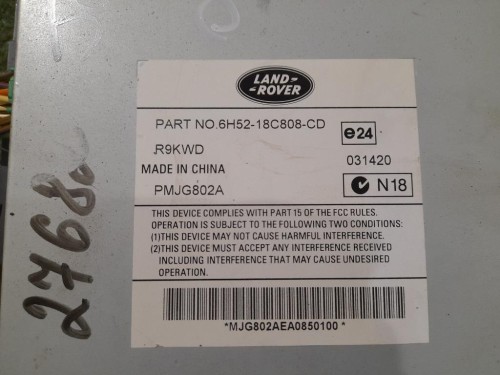 LAND-
-ROVER
PART NO.6H52-18C808-CD
e24
R9KWD
031420
MADE IN CHINA
PMJG802A
N18
THIS DEVICE COMPLIES WITH PART 15 OF THE FCC RULES.
OPERATION IS SUBJECT TO THE FOLLOWING TWO CONDITIONS:
(1)THIS DEVICE MAY NOT CAUSE HARMFUL INTERFERENCE.
(2)THIS DEVICE MUST ACCEPT ANY INTERFERENCE RECEIVED
INCLUDING INTERFERENCE THAT MAY CAUSE UNDESIRED
OPERATION.
*MJG802AEA0850100*